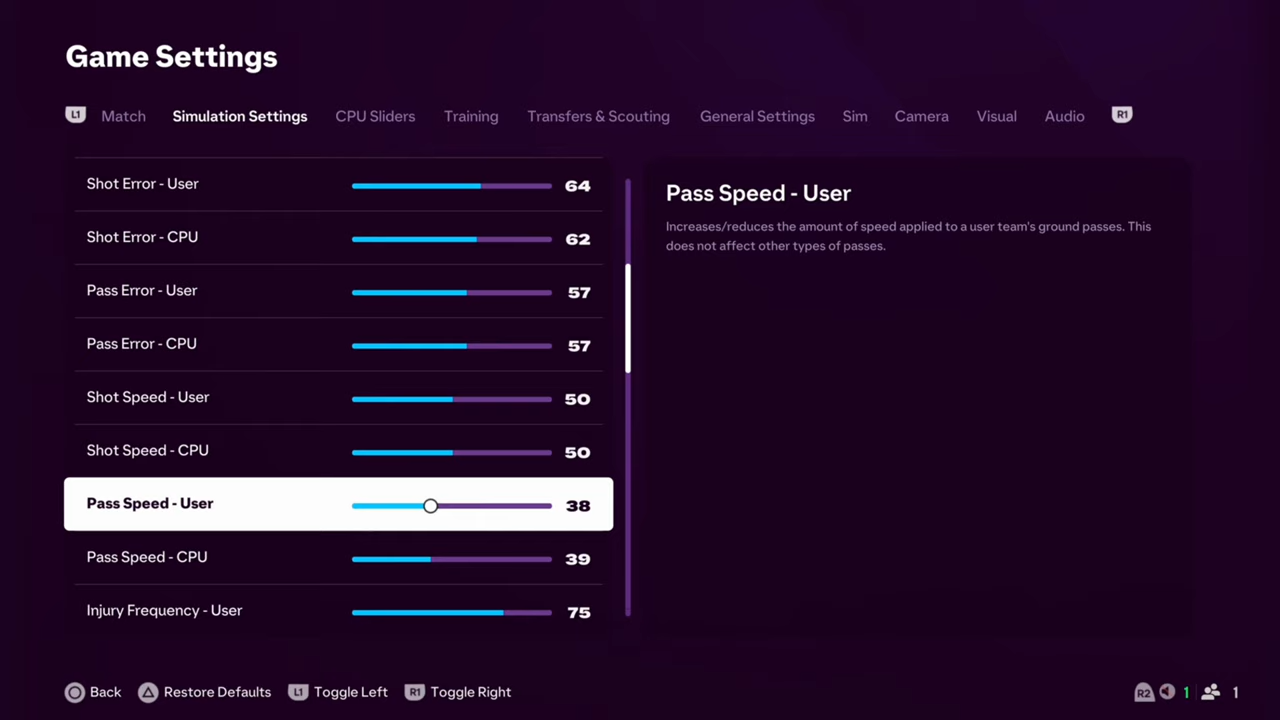 Game Settings
L1 Match Simulation Settings CPU Sliders Training Transfers & Scouting General Settings Sim Camera Visual Audio R1
Shot Error - User 64
Shot Error - CPU 62
Pass Error - User 57
Pass Error - CPU 57
Shot Speed - User 50
Shot Speed - CPU 50
Pass Speed - User 38
Pass Speed - CPU 39
Injury Frequency - User 75
Pass Speed - User
Increases/reduces the amount of speed applied to a user team's ground passes. This
does not affect other types of passes.
Back Restore Defaults L1 Toggle Left R1 Toggle Right R2 1 1